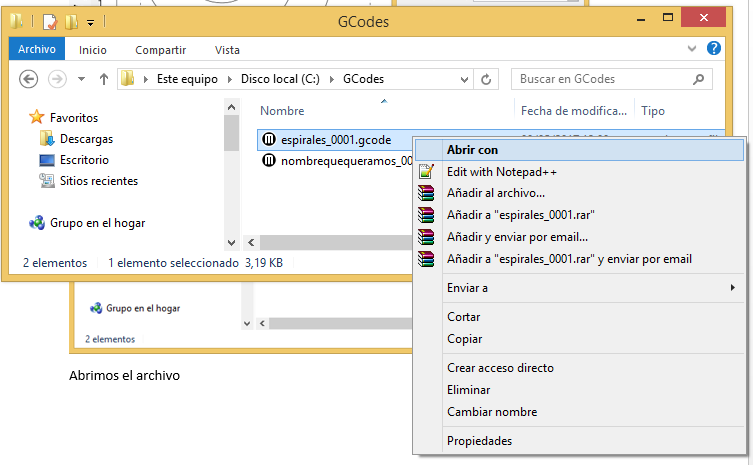 GCodes
Archivo Inicio Compartir Vista
Este equipo Disco local (C:) GCodes
Buscar en GCodes
Favoritos
Descargas
Escritorio
Sitios recientes
Grupo en el hogar
Nombre Fecha de modifica... Tipo
espirales_0001.gcode
nombrequequeramos_00
2 elementos 1 elemento seleccionado 3,19 KB
Abrir con
Edit with Notepad++
Añadir al archivo...
Añadir a "espirales_0001.rar"
Añadir y enviar por email...
Añadir a "espirales_0001.rar" y enviar por email
Enviar a
Cortar
Copiar
Crear acceso directo
Eliminar
Cambiar nombre
Propiedades
Grupo en el hogar
2 elementos
Abrimos el archivo